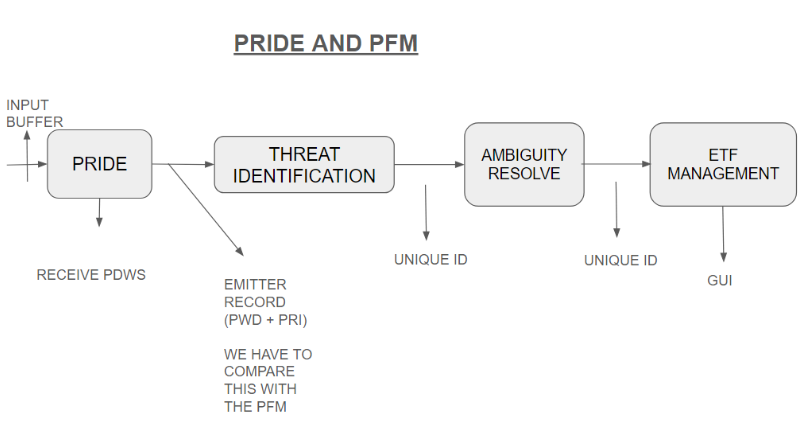 PRIDE AND PFM
INPUT
BUFFER
PRIDE
THREAT
IDENTIFICATION
AMBIGUITY
RESOLVE
ETF
MANAGEMENT
RECEIVE PDWS
EMITTER
RECORD
(PWD + PRI)
WE HAVE TO
COMPARE
THIS WITH
THE PFM
UNIQUE ID
UNIQUE ID
GUI